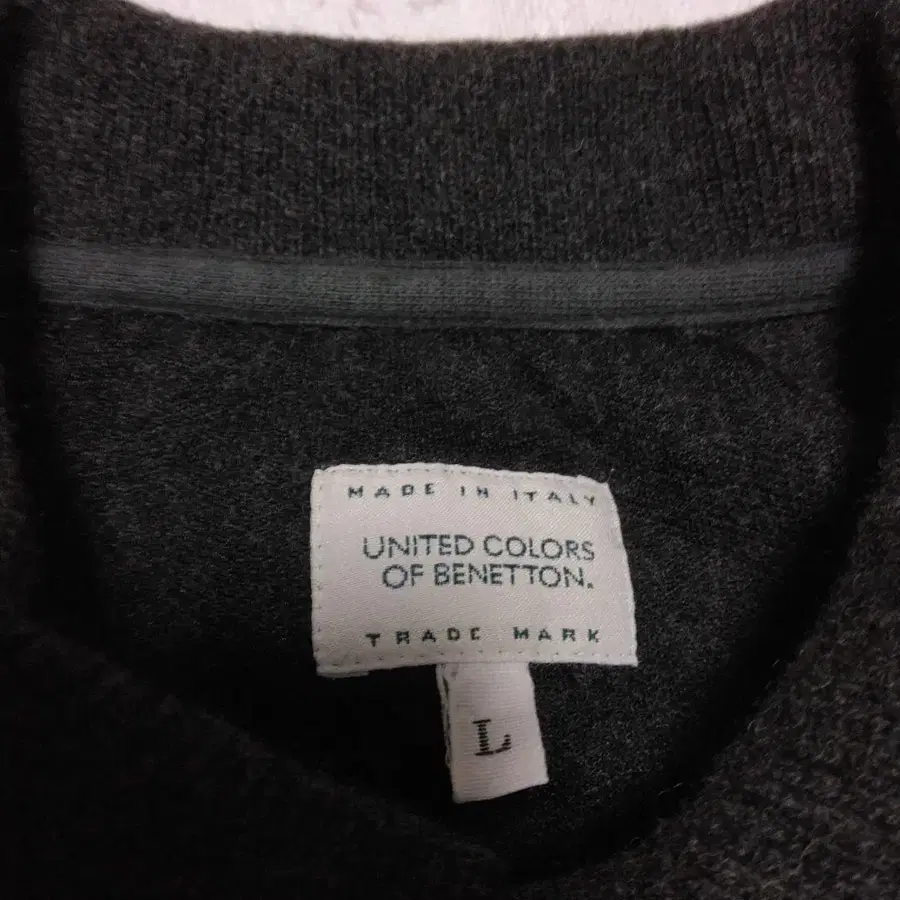 MADE IN ITALY
UNITED COLORS
OF BENETTON.
TRADE MARK
L